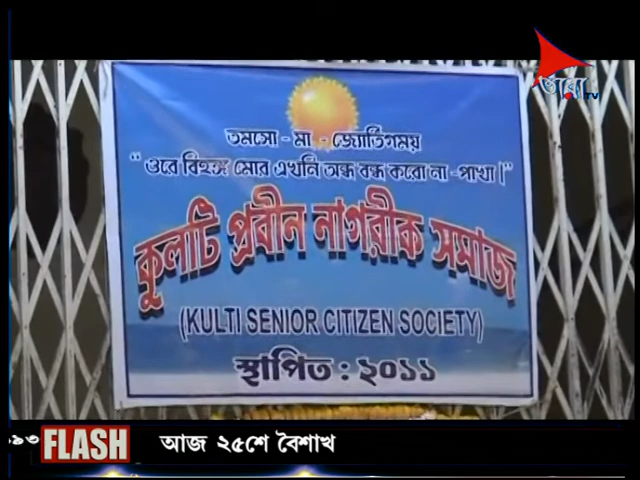 তারা TV
তমসো - মা - জ্যোতিগময়
“ ওরে বিহঙ্গ মোর এখনি অন্ধ বন্ধ করো না - পাখা।”
কুলটি প্রবীন নাগরীক সমাজ
(KULTI SENIOR CITIZEN SOCIETY)
স্থাপিত : ২০১১
FLASH আজ ২৫শে বৈশাখ